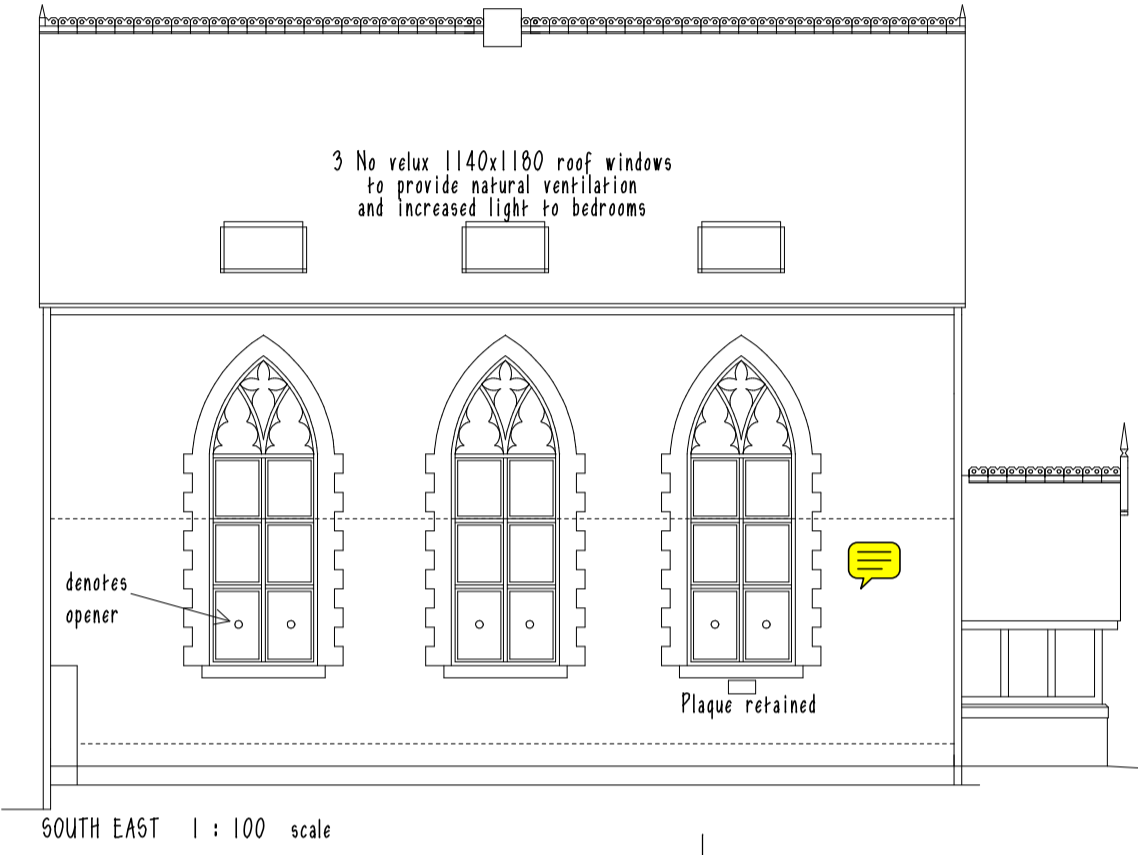 3 No velux 1140x1180 roof windows
to provide natural ventilation
and increased light to bedrooms
denotes
opener
Plaque retained
SOUTH EAST 1 : 100 scale